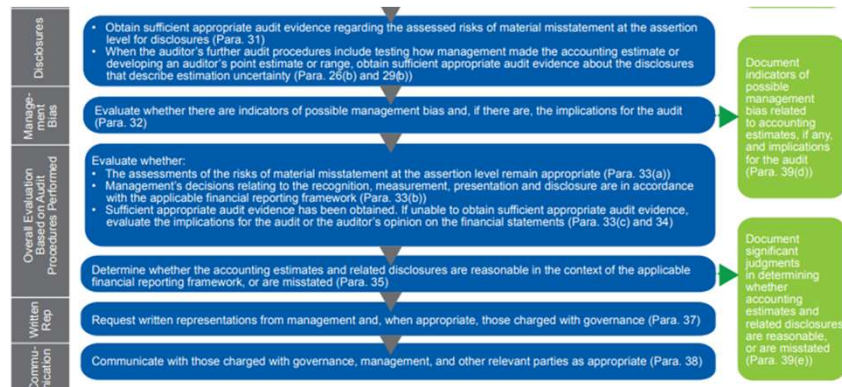 Disclosures
• Obtain sufficient appropriate audit evidence regarding the assessed risks of material misstatement at the assertion
level for disclosures (Para. 31)
• When the auditor's further audit procedures include testing how management made the accounting estimate or
developing an auditor's point estimate or range, obtain sufficient appropriate audit evidence about the disclosures
that describe estimation uncertainty (Para. 26(b) and 29(b))
Manage-
ment
Bias
Evaluate whether there are indicators of possible management bias and, if there are, the implications for the audit
(Para. 32)
Document
indicators of
possible
management
bias related
to accounting
estimates, if any,
and implications
for the audit
(Para. 39(d))
Overall Evaluation
Based on Audit
Procedures Performed
Evaluate whether:
• The assessments of the risks of material misstatement at the assertion level remain appropriate (Para. 33(a))
• Management's decisions relating to the recognition, measurement, presentation and disclosure are in accordance
with the applicable financial reporting framework (Para. 33(b))
• Sufficient appropriate audit evidence has been obtained. If unable to obtain sufficient appropriate audit evidence,
evaluate the implications for the audit or the auditor's opinion on the financial statements (Para. 33(c) and 34)
Determine whether the accounting estimates and related disclosures are reasonable in the context of the applicable
financial reporting framework, or are misstated (Para. 35)
Document
significant
judgments
in determining
whether
accounting
estimates and
related disclosures
are reasonable,
or are misstated
(Para. 39(e))
Written
Rep
Request written representations from management and, when appropriate, those charged with governance (Para. 37)
Commu-
nication
Communicate with those charged with governance, management, and other relevant parties as appropriate (Para. 38)